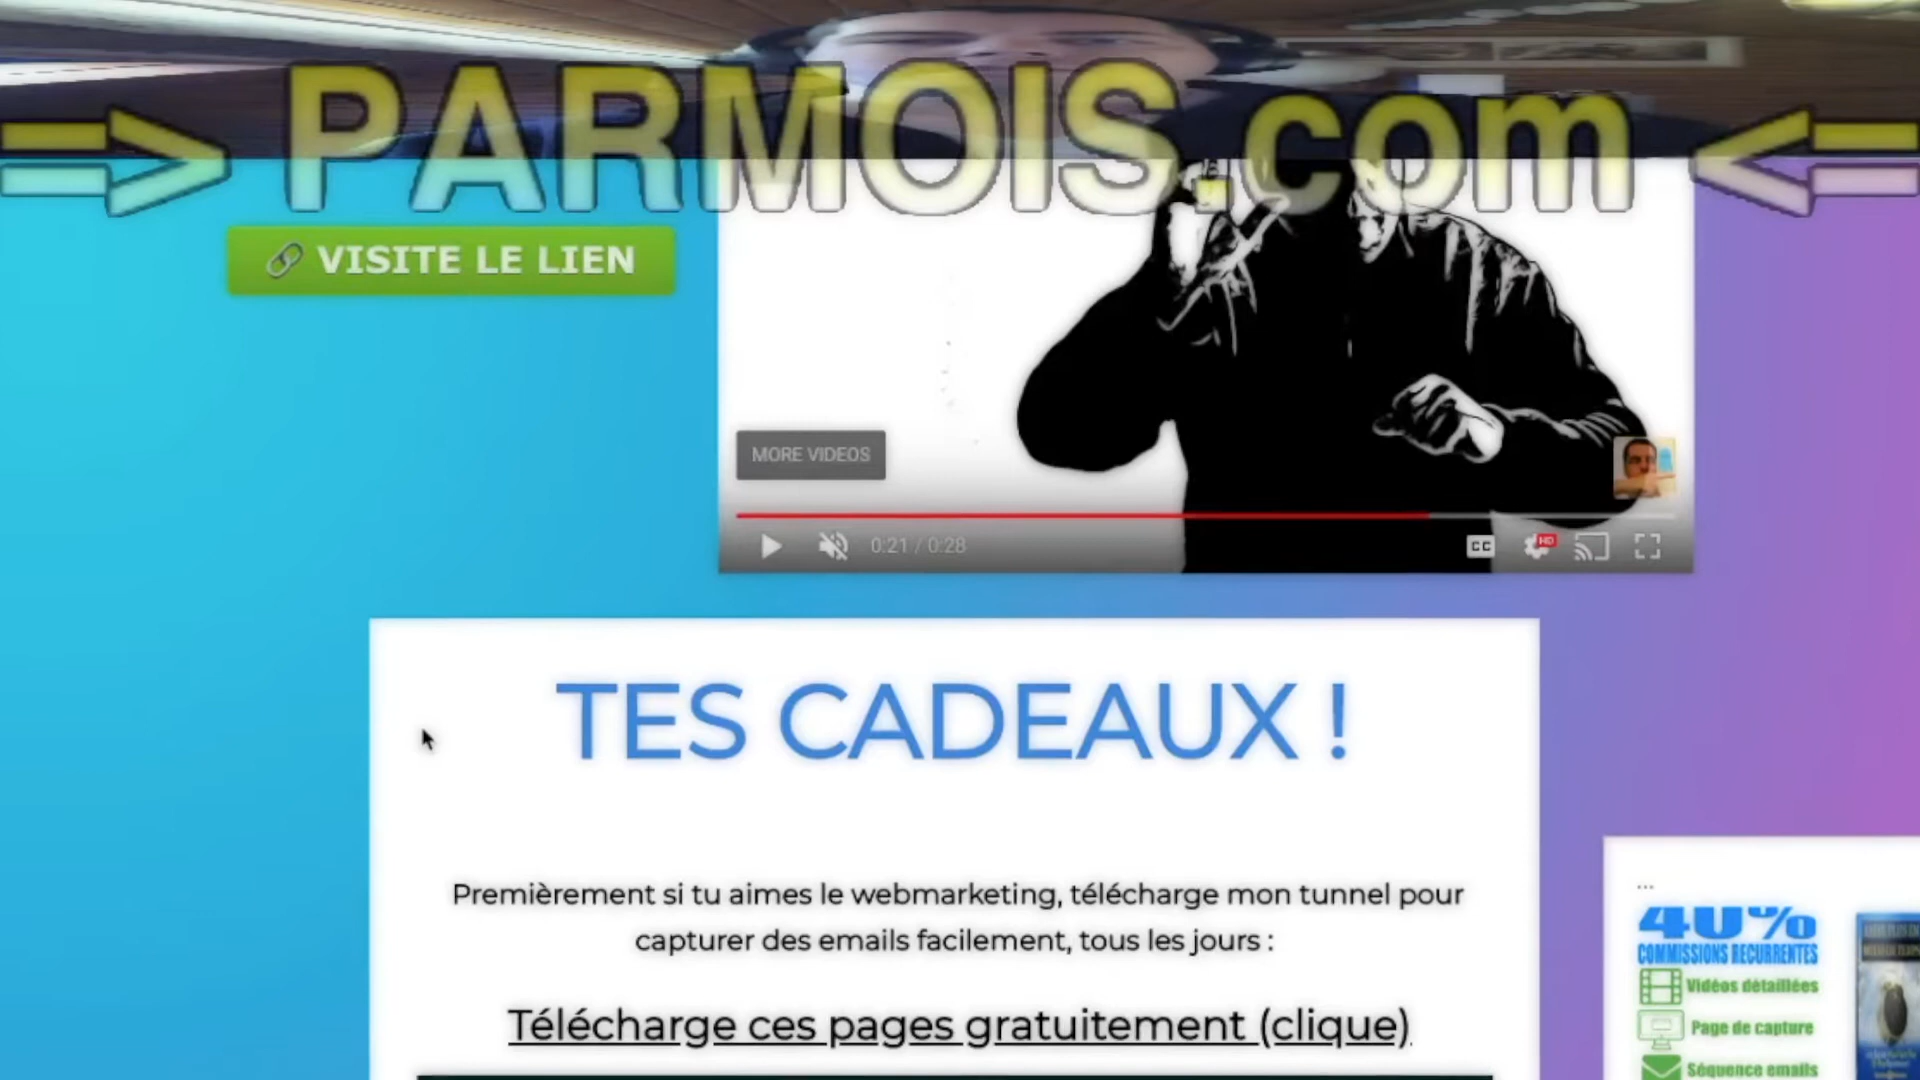 => PARMOIS.com <=
VISITE LE LIEN
MORE VIDEOS
0:21 / 0:28
CC
HD
TES CADEAUX !
Premièrement si tu aimes le webmarketing, télécharge mon tunnel pour
capturer des emails facilement, tous les jours :
Télécharge ces pages gratuitement (clique)
...
40%
COMMISSIONS RECURRENTES
Vidéos détaillées
Page de capture
Séquence emails